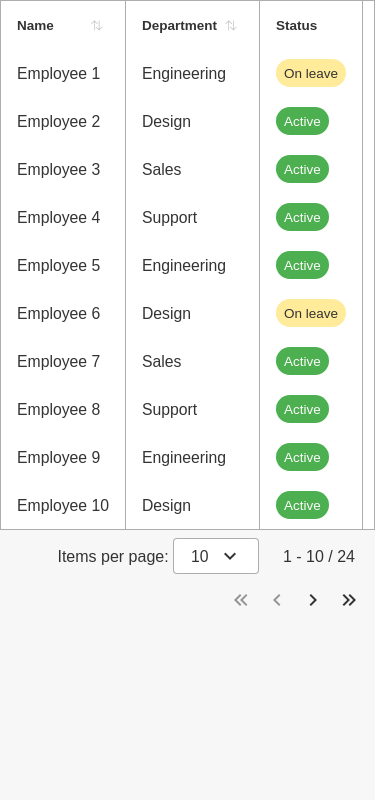 Name Department Status
Employee 1 Engineering On leave
Employee 2 Design Active
Employee 3 Sales Active
Employee 4 Support Active
Employee 5 Engineering Active
Employee 6 Design On leave
Employee 7 Sales Active
Employee 8 Support Active
Employee 9 Engineering Active
Employee 10 Design Active
Items per page: 10 1 - 10 / 24